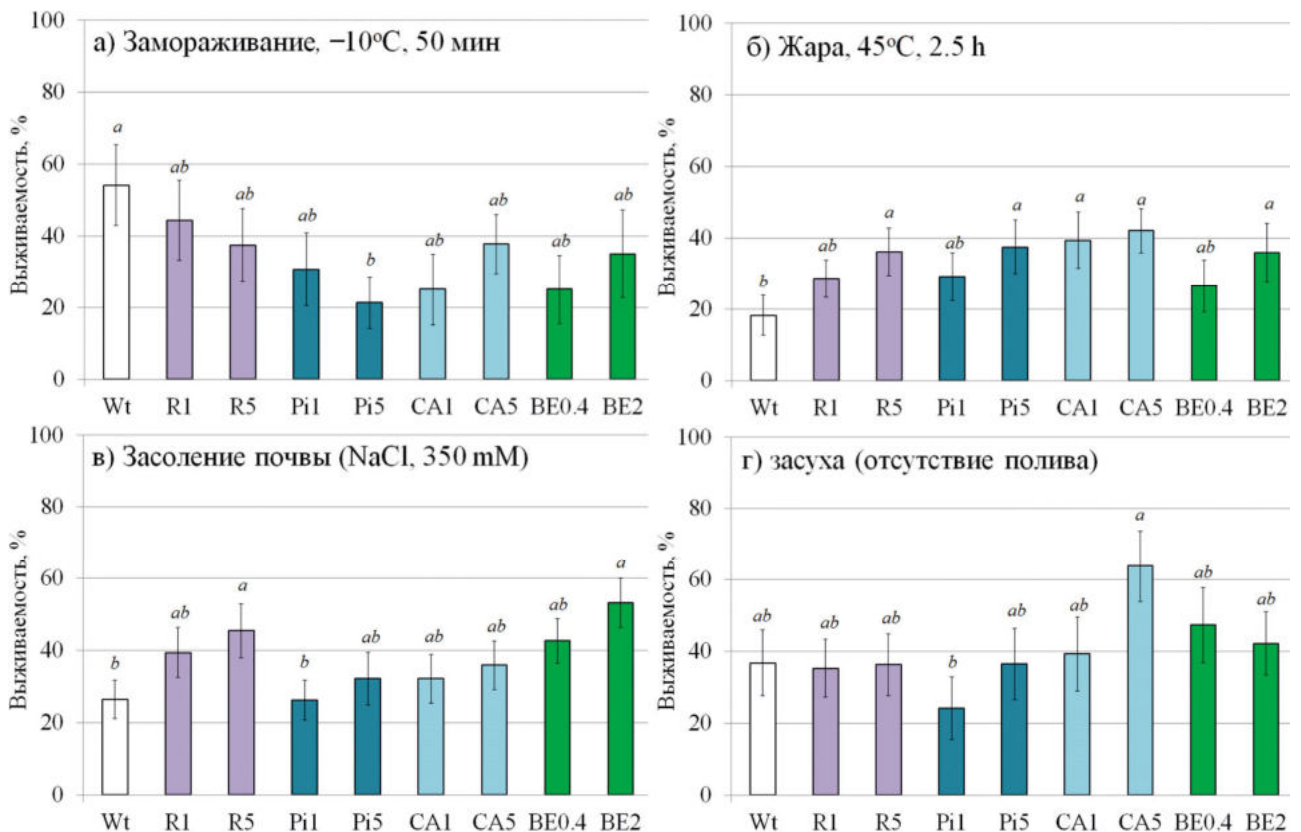 а) Замораживание, −10°C, 50 мин
Выживаемость, %
100
80
60
40
20
0
a
ab
ab
ab
b
ab
ab
ab
ab
Wt R1 R5 Pi1 Pi5 CA1 CA5 BE0.4 BE2
б) Жара, 45°C, 2.5 h
Выживаемость, %
100
80
60
40
20
0
b
ab
a
ab
a
a
a
ab
a
Wt R1 R5 Pi1 Pi5 CA1 CA5 BE0.4 BE2
в) Засоление почвы (NaCl, 350 mM)
Выживаемость, %
100
80
60
40
20
0
b
ab
a
b
ab
ab
ab
ab
a
Wt R1 R5 Pi1 Pi5 CA1 CA5 BE0.4 BE2
г) засуха (отсутствие полива)
Выживаемость, %
100
80
60
40
20
0
ab
ab
ab
b
ab
ab
a
ab
ab
Wt R1 R5 Pi1 Pi5 CA1 CA5 BE0.4 BE2